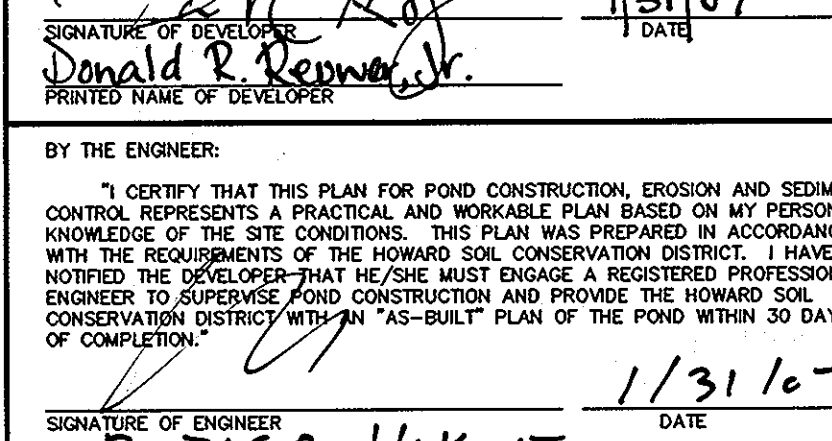 SIGNATURE OF DEVELOPER DATE
Donald R. Reuwer, Jr.
PRINTED NAME OF DEVELOPER
BY THE ENGINEER:
"I CERTIFY THAT THIS PLAN FOR POND CONSTRUCTION, EROSION AND SEDIM
CONTROL REPRESENTS A PRACTICAL AND WORKABLE PLAN BASED ON MY PERSON
KNOWLEDGE OF THE SITE CONDITIONS. THIS PLAN WAS PREPARED IN ACCORDANC
WITH THE REQUIREMENTS OF THE HOWARD SOIL CONSERVATION DISTRICT. I HAVE
NOTIFIED THE DEVELOPER THAT HE/SHE MUST ENGAGE A REGISTERED PROFESSION
ENGINEER TO SUPERVISE POND CONSTRUCTION AND PROVIDE THE HOWARD SOIL
CONSERVATION DISTRICT WITH AN "AS-BUILT" PLAN OF THE POND WITHIN 30 DAY
OF COMPLETION."
1/31/0
SIGNATURE OF ENGINEER DATE